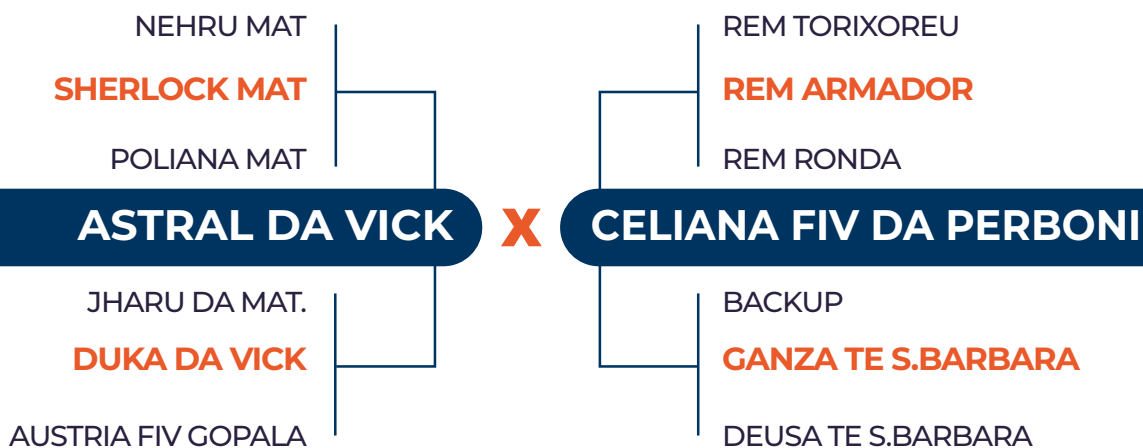 NEHRU MAT
SHERLOCK MAT
POLIANA MAT
REM TORIXOREU
REM ARMADOR
REM RONDA
ASTRAL DA VICK X CELIANA FIV DA PERBONI
JHARU DA MAT.
DUKA DA VICK
AUSTRIA FIV GOPALA
BACKUP
GANZA TE S.BARBARA
DEUSA TE S.BARBARA